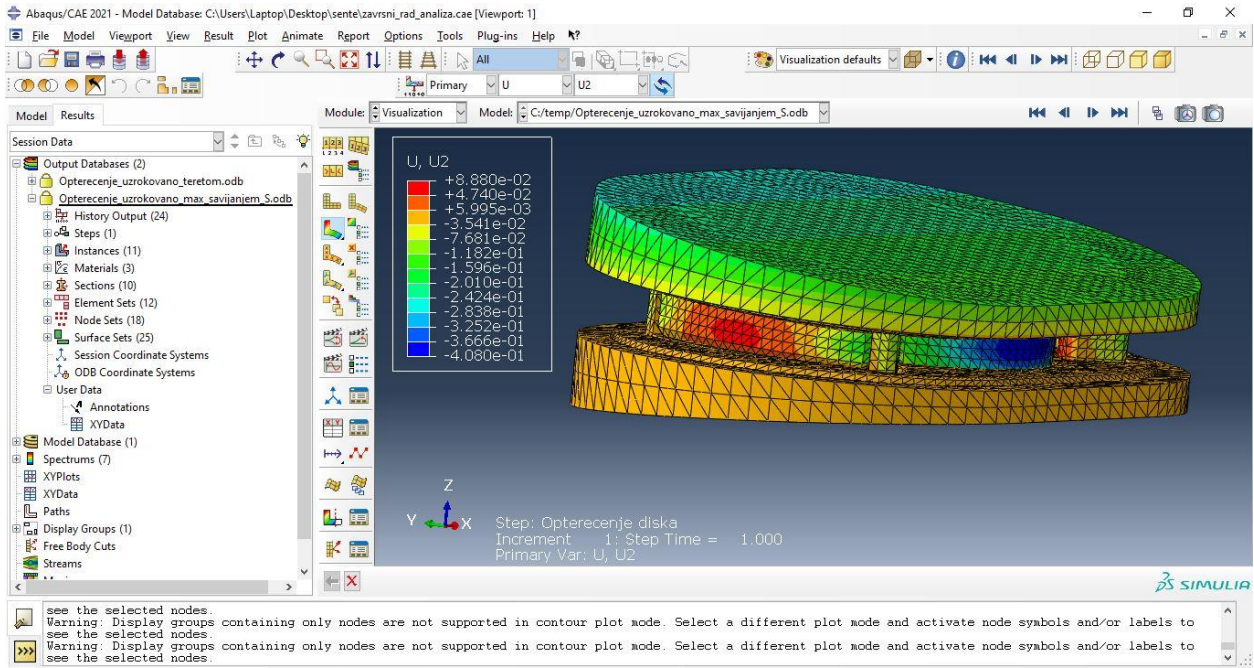 Abaqus/CAE 2021 - Model Database: C:\Users\Laptop\Desktop\sente\zavrsni_rad_analiza.cae [Viewport: 1]
File Model Viewport View Result Plot Animate Report Options Tools Plug-ins Help
All
Visualization defaults
Primary U U2
Model Results
Module: Visualization Model: C:/temp/Opterecenje_uzrokovano_max_savijanjem_S.odb
Session Data
Output Databases (2)
Opterecenje_uzrokovano_teretom.odb
Opterecenje_uzrokovano_max_savijanjem_S.odb
History Output (24)
Steps (1)
Instances (11)
Materials (3)
Sections (10)
Element Sets (12)
Node Sets (18)
Surface Sets (25)
Session Coordinate Systems
ODB Coordinate Systems
User Data
Annotations
XYData
Model Database (1)
Spectrums (7)
XYPlots
XYData
Paths
Display Groups (1)
Free Body Cuts
Streams
U, U2
+8.880e-02
+4.740e-02
+5.995e-03
-3.541e-02
-7.681e-02
-1.182e-01
-1.596e-01
-2.010e-01
-2.424e-01
-2.838e-01
-3.252e-01
-3.666e-01
-4.080e-01
Z
Y X
Step: Opterecenje diska
Increment 1: Step Time = 1.000
Primary Var: U, U2
SIMULIA
see the selected nodes.
Warning: Display groups containing only nodes are not supported in contour plot mode. Select a different plot mode and activate node symbols and/or labels to
see the selected nodes.
Warning: Display groups containing only nodes are not supported in contour plot mode. Select a different plot mode and activate node symbols and/or labels to
see the selected nodes.